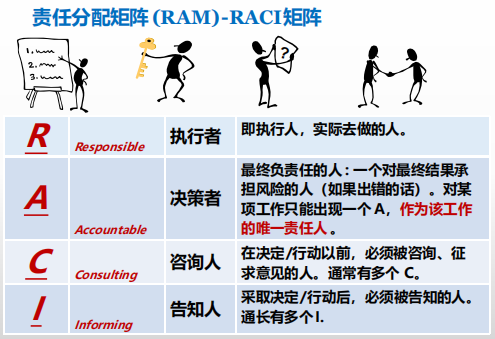 责任分配矩阵(RAM)-RACI矩阵
1.
2.
3.
?
R Responsible 执行者 即执行人，实际去做的人。
A Accountable 决策者 最终负责任的人：一个对最终结果承
担风险的人（如果出错的话）。对某
项工作只能出现一个 A，作为该工作
的唯一责任人。
C Consulting 咨询人 在决定/行动以前，必须被咨询、征
求意见的人。通常有多个 C。
I Informing 告知人 采取决定/行动后，必须被告知的人。
通长有多个I.